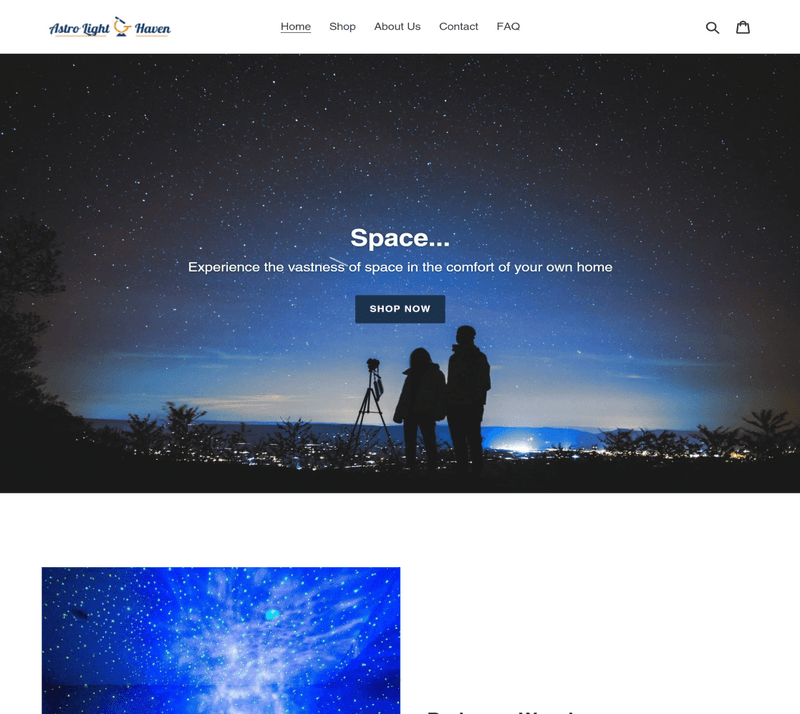 Astro Light Haven
Home Shop About Us Contact FAQ
Space...
Experience the vastness of space in the comfort of your own home
SHOP NOW